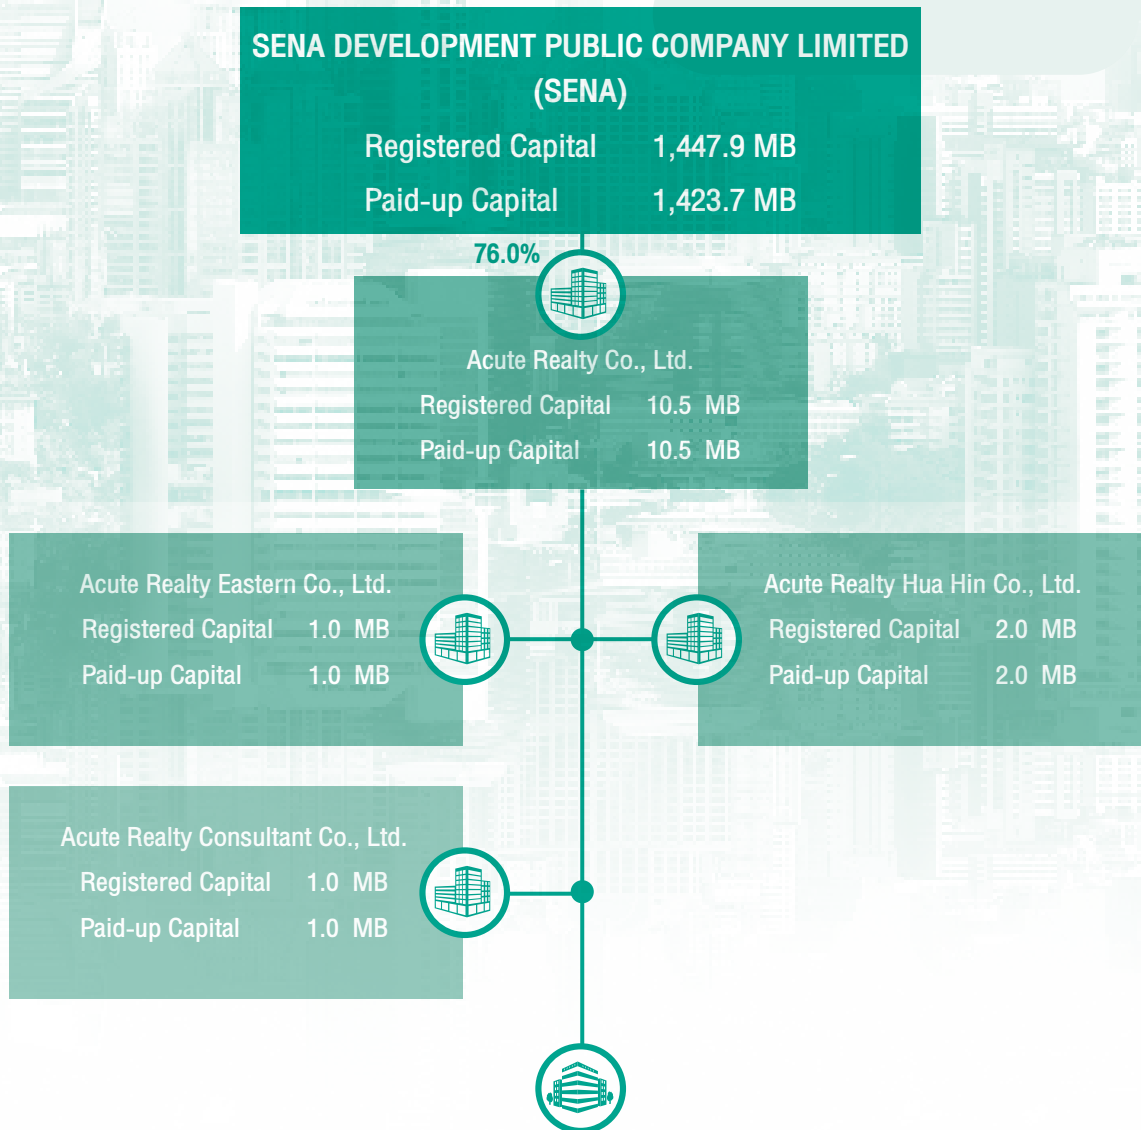 SENA DEVELOPMENT PUBLIC COMPANY LIMITED
(SENA)
Registered Capital 1,447.9 MB
Paid-up Capital 1,423.7 MB
76.0%
Acute Realty Co., Ltd.
Registered Capital 10.5 MB
Paid-up Capital 10.5 MB
Acute Realty Eastern Co., Ltd.
Registered Capital 1.0 MB
Paid-up Capital 1.0 MB
Acute Realty Hua Hin Co., Ltd.
Registered Capital 2.0 MB
Paid-up Capital 2.0 MB
Acute Realty Consultant Co., Ltd.
Registered Capital 1.0 MB
Paid-up Capital 1.0 MB